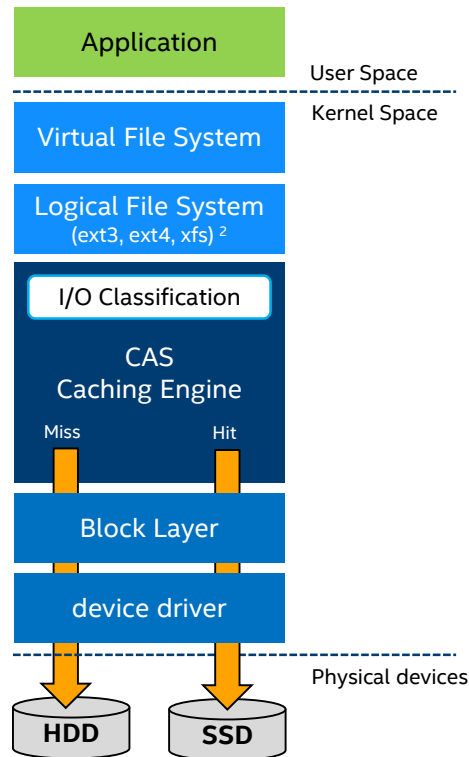 Application
User Space
Kernel Space
Virtual File System
Logical File System
(ext3, ext4, xfs) 2
I/O Classification
CAS
Caching Engine
Miss
Hit
Block Layer
device driver
Physical devices
HDD
SSD